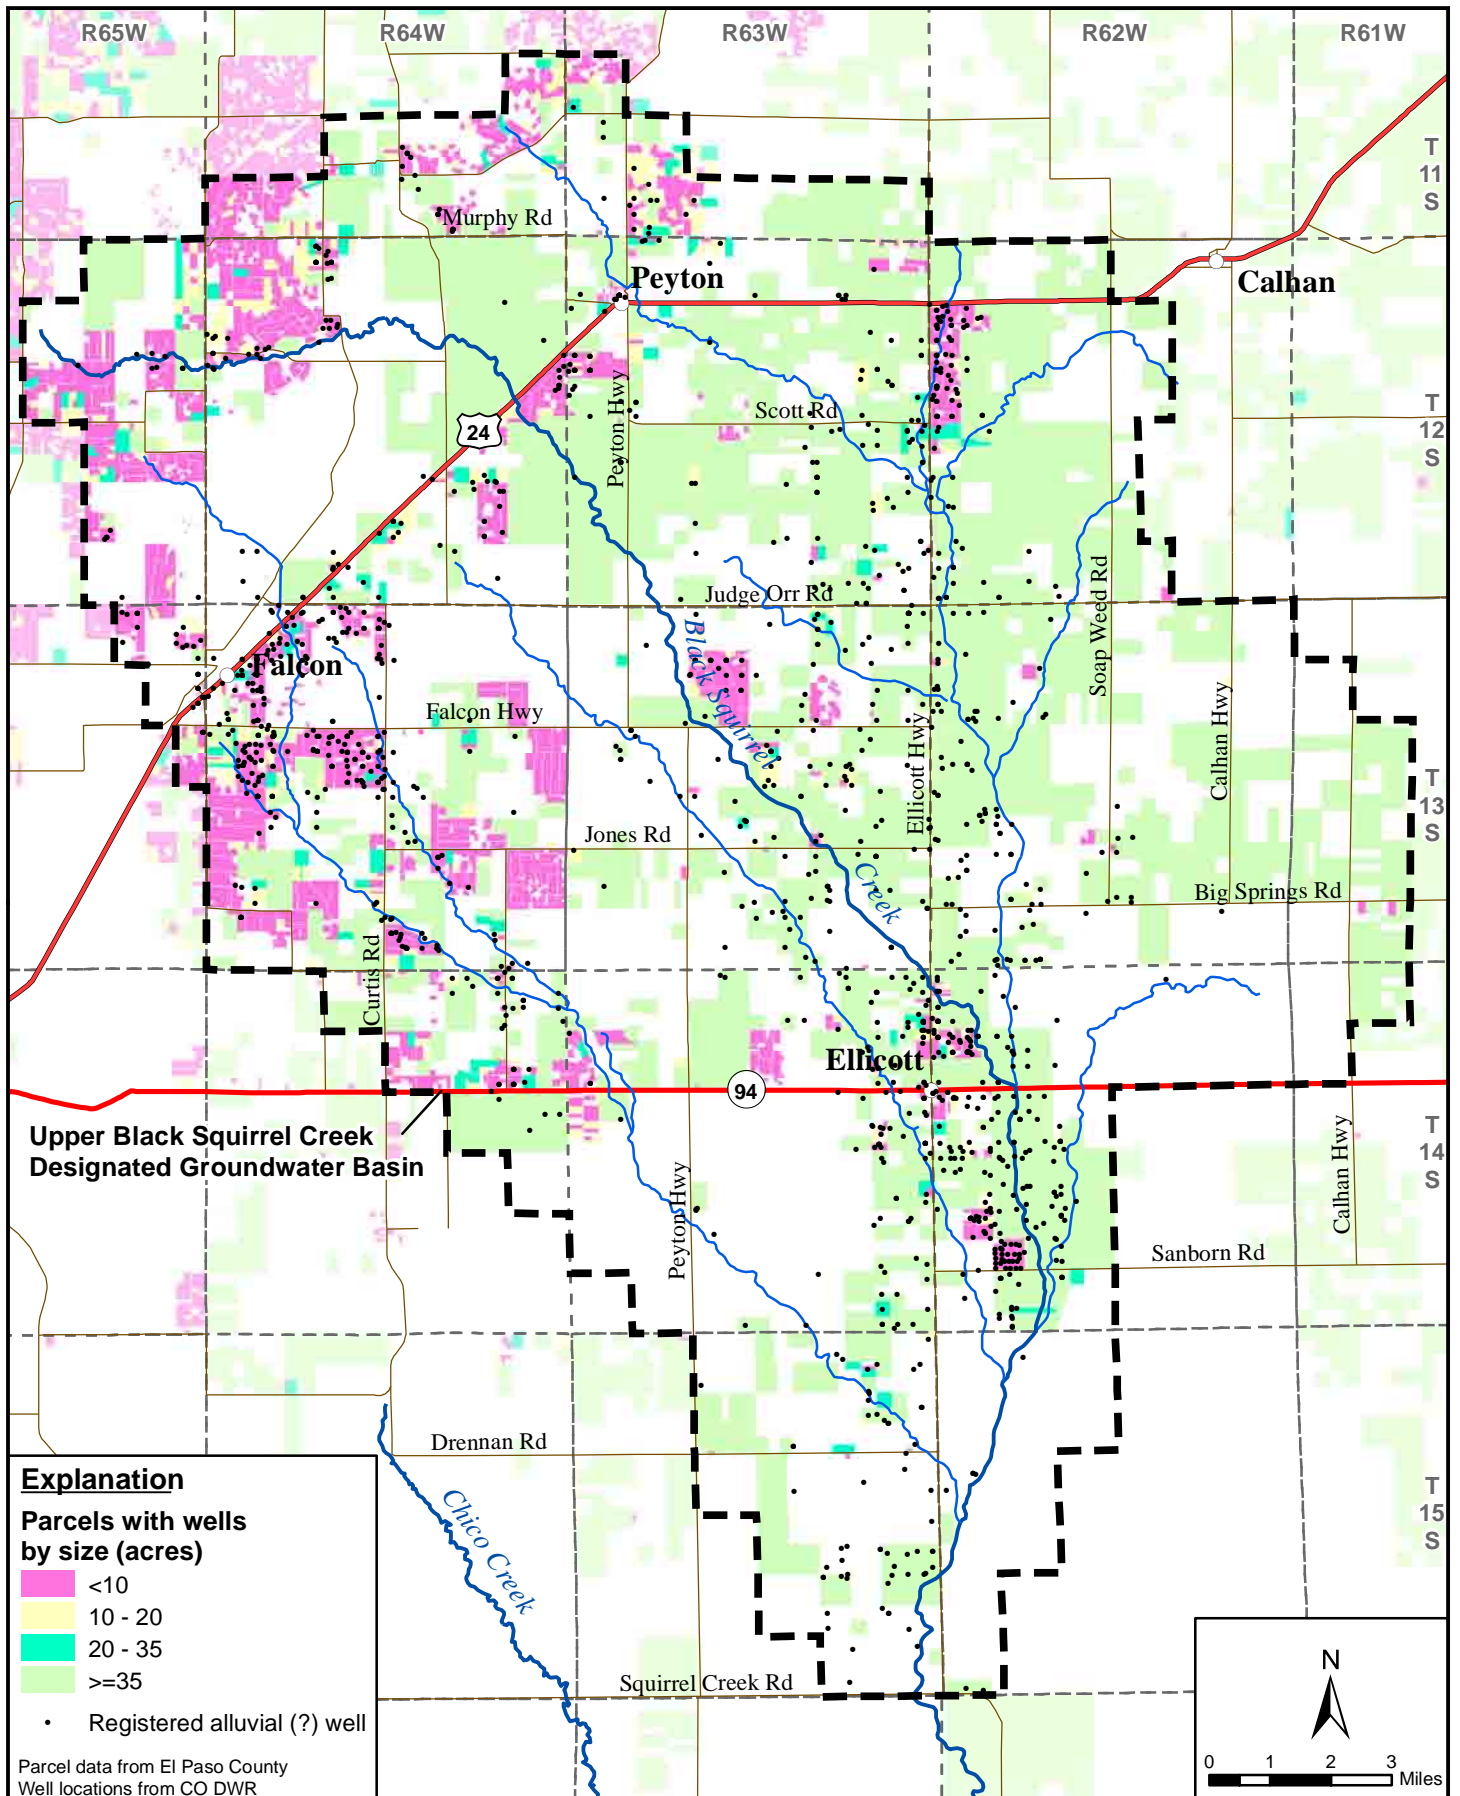 R65W
R64W
R63W
R62W
R61W
T
11
S
Murphy Rd
Peyton
Calhan
Peyton Hwy
Scott Rd
24
T
12
S
Judge Orr Rd
Soap Weed Rd
Black Squirrel
Creek
Falcon
Falcon Hwy
Ellicott Hwy
Calhan Hwy
T
13
S
Jones Rd
Big Springs Rd
Curtis Rd
Ellicott
94
Upper Black Squirrel Creek
Designated Groundwater Basin
Peyton Hwy
Calhan Hwy
T
14
S
Sanborn Rd
Drennan Rd
Chico Creek
T
15
S
Squirrel Creek Rd
Explanation
Parcels with wells
by size (acres)
<10
10 - 20
20 - 35
>=35
Registered alluvial (?) well
Parcel data from El Paso County
Well locations from CO DWR
N
0 1 2 3
Miles